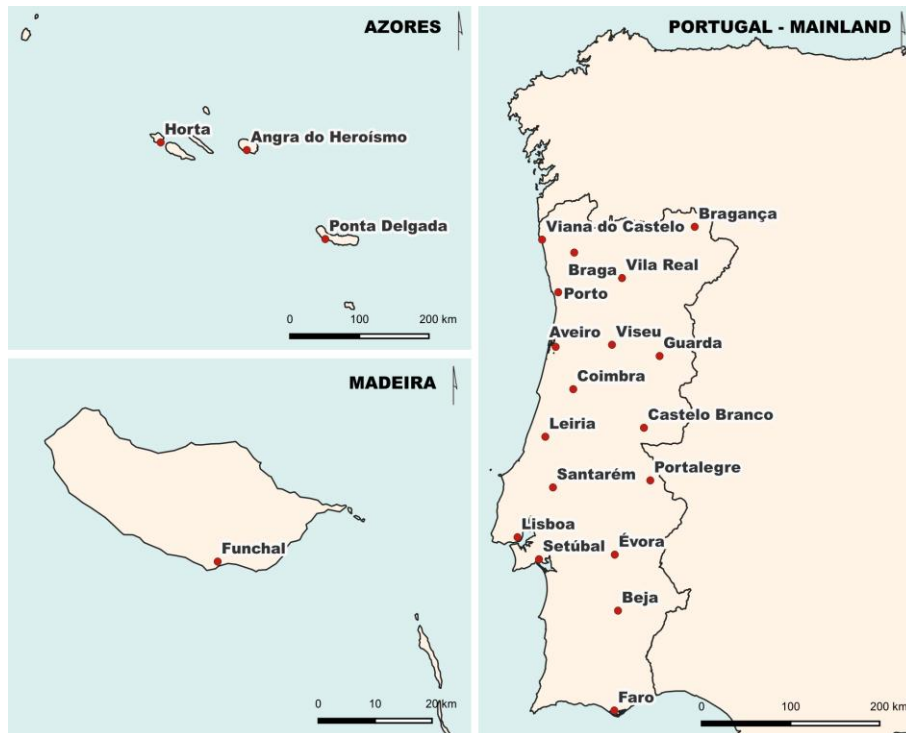 AZORES
Horta
Angra do Heroísmo
Ponta Delgada
0 100 200 km
MADEIRA
Funchal
0 10 20 km
PORTUGAL - MAINLAND
Bragança
Viana do Castelo
Braga
Vila Real
Porto
Aveiro
Viseu
Guarda
Coimbra
Castelo Branco
Leiria
Portalegre
Santarém
Lisboa
Setúbal
Évora
Beja
Faro
0 100 200 km